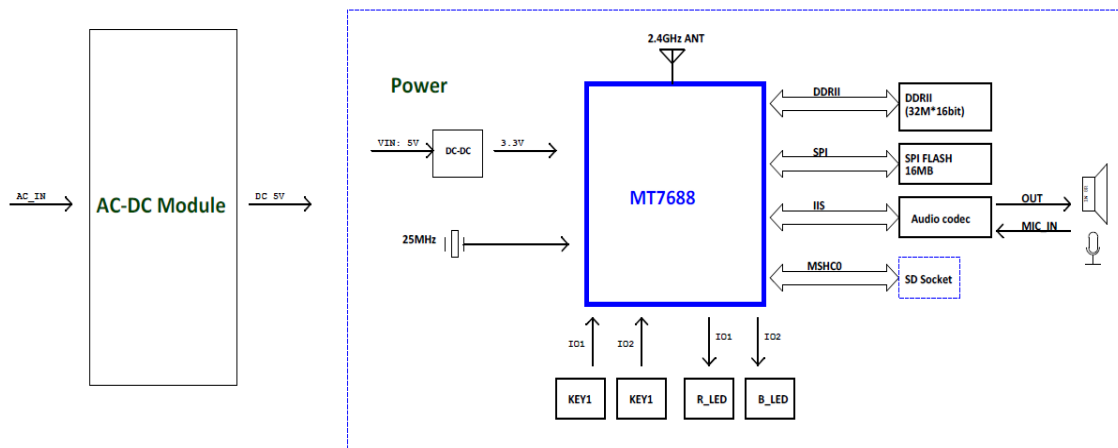 AC_IN
AC-DC Module
DC 5V
Power
VIN: 5V
DC-DC
3.3V
25MHz
2.4GHz ANT
MT7688
DDRII
DDRII
(32M*16bit)
SPI
SPI FLASH
16MB
IIS
Audio codec
OUT
MIC_IN
MSHC0
SD Socket
IO1
IO2
IO1
IO2
KEY1
KEY1
R_LED
B_LED